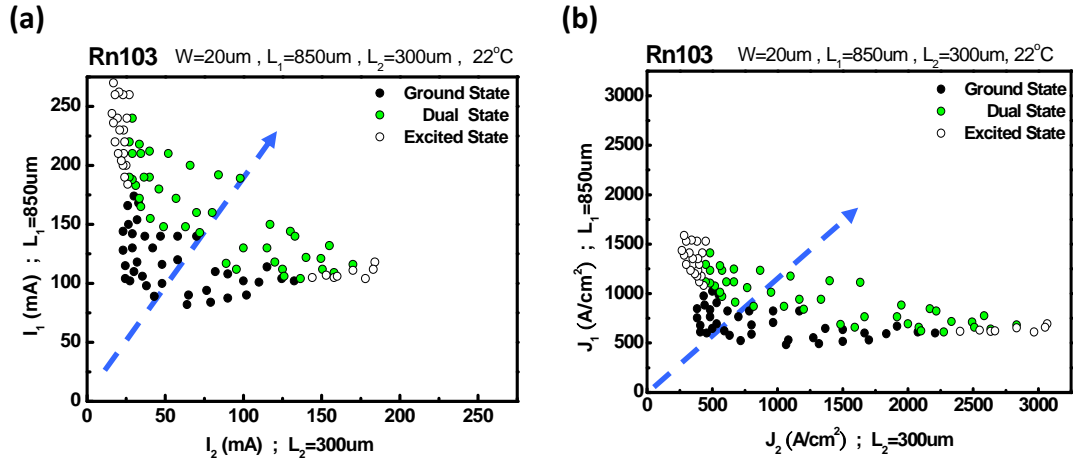 (a)
Rn103 W=20um , L₁=850um , L₂=300um , 22°C
Ground State
Dual State
Excited State
250
200
150
100
50
0
I₁ (mA) ; L₁=850um
0 50 100 150 200 250
I₂ (mA) ; L₂=300um
(b)
Rn103 W=20um , L₁=850um, L₂=300um, 22°C
Ground State
Dual State
Excited State
3000
2500
2000
1500
1000
500
0
J₁ (A/cm²) ; L₁=850um
0 500 1000 1500 2000 2500 3000
J₂ (A/cm²) ; L₂=300um